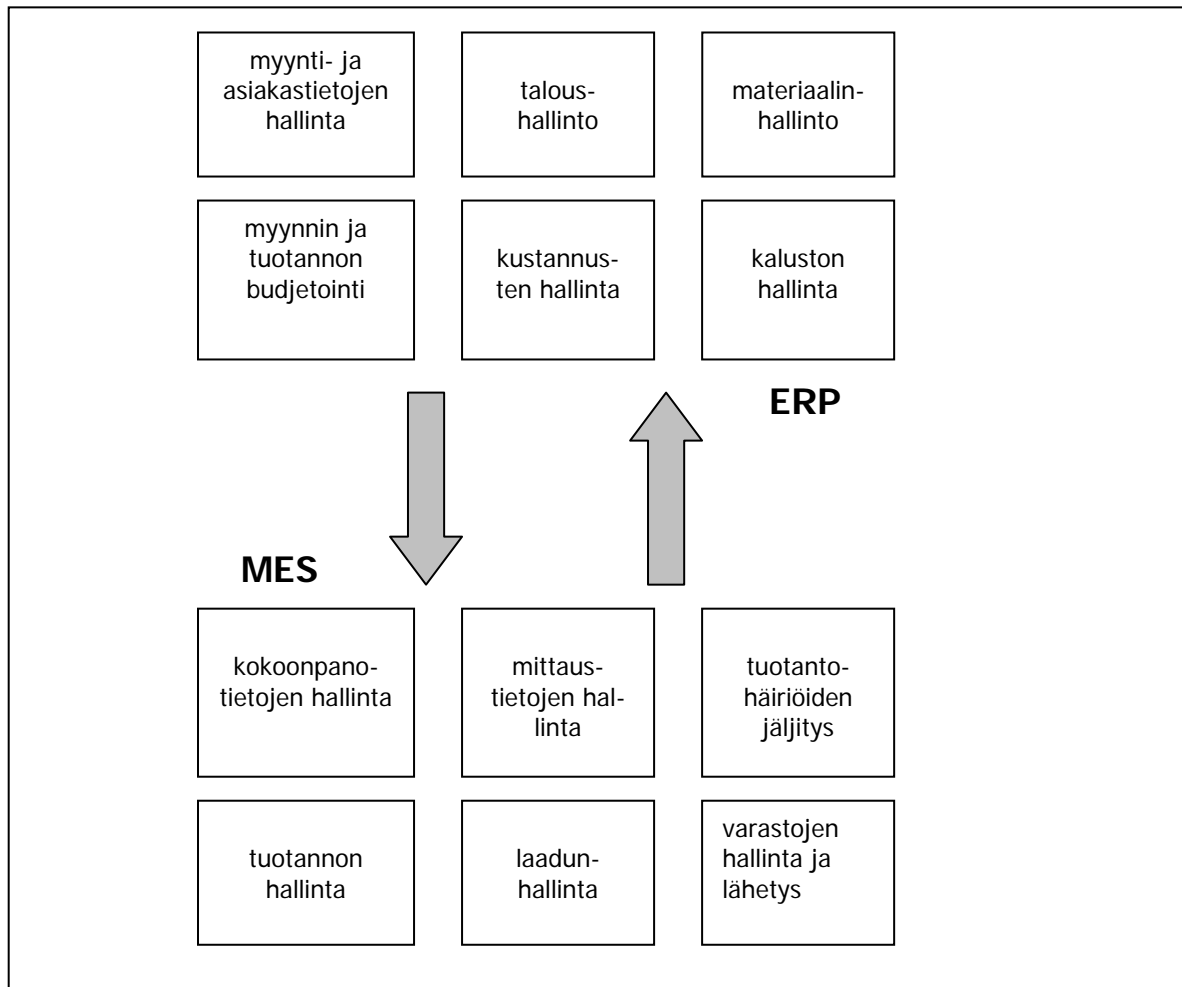 myynti- ja
asiakastietojen
hallinta
talous-
hallinto
materiaalin-
hallinto
myynnin ja
tuotannon
budjetointi
kustannus-
ten hallinta
kaluston
hallinta
ERP
MES
kokoonpano-
tietojen hallinta
mittaus-
tietojen hal-
linta
tuotanto-
häiriöiden
jäljitys
tuotannon
hallinta
laadun-
hallinta
varastojen
hallinta ja
lähetys